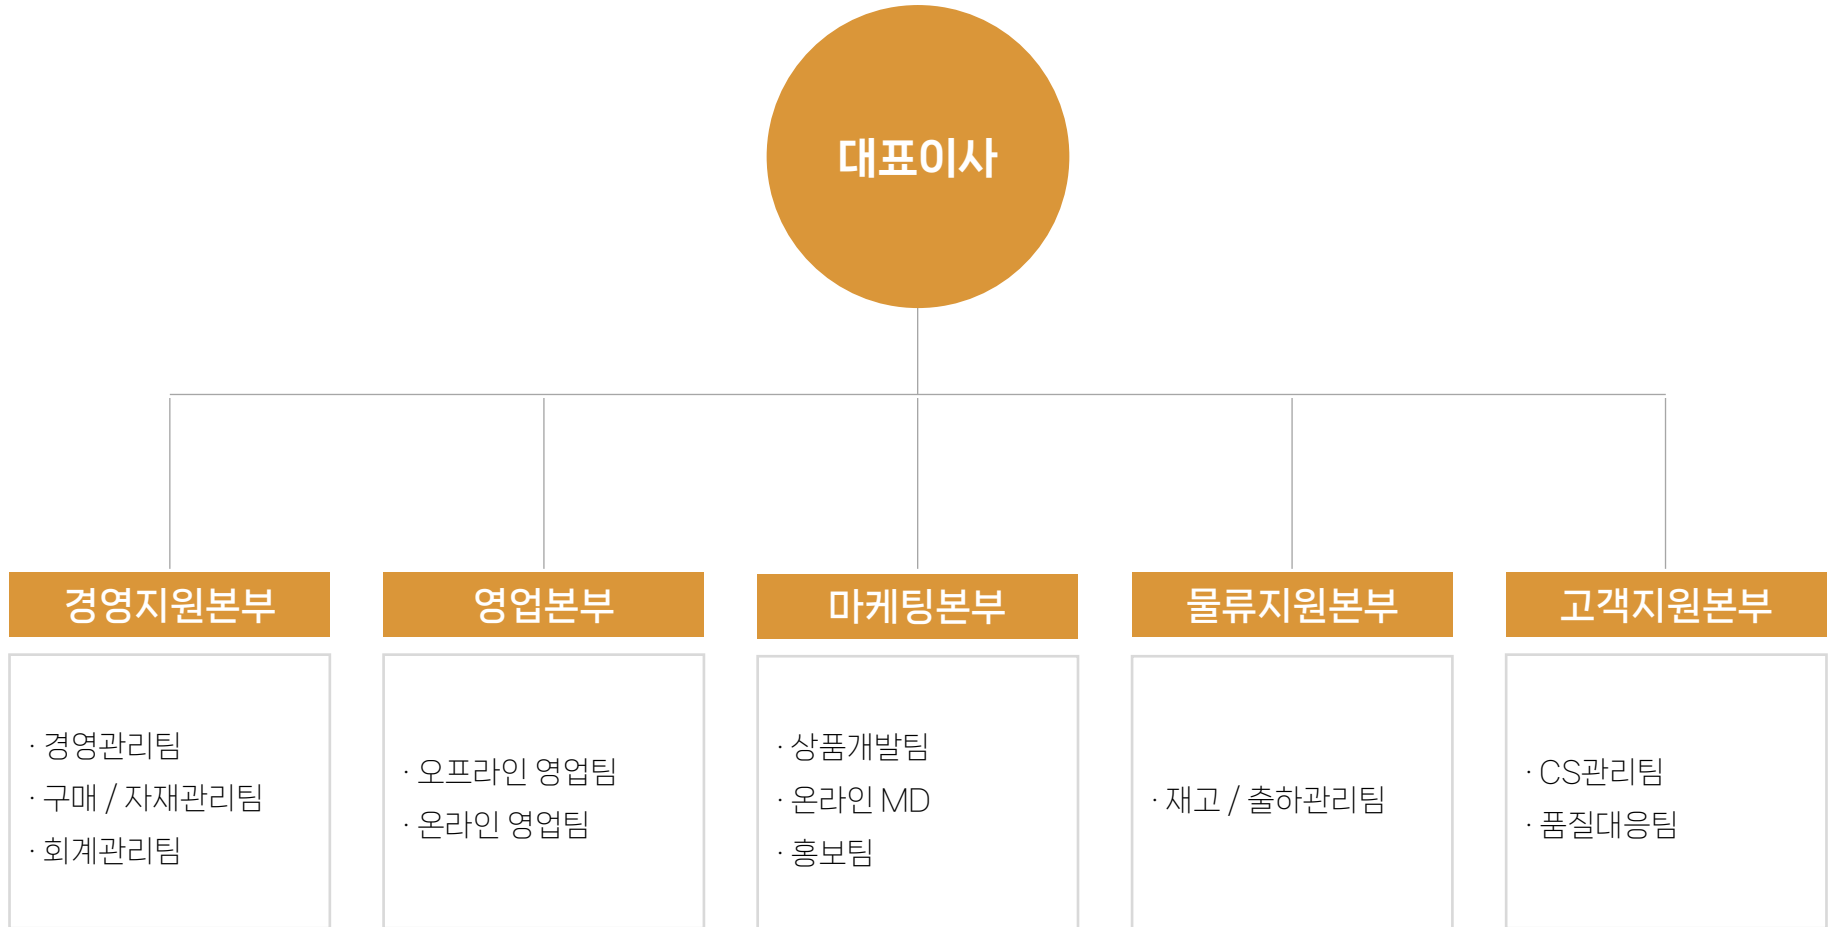 대표이사
경영지원본부
· 경영관리팀
· 구매 / 자재관리팀
· 회계관리팀
영업본부
· 오프라인 영업팀
· 온라인 영업팀
마케팅본부
· 상품개발팀
· 온라인 MD
· 홍보팀
물류지원본부
· 재고 / 출하관리팀
고객지원본부
· CS관리팀
· 품질대응팀